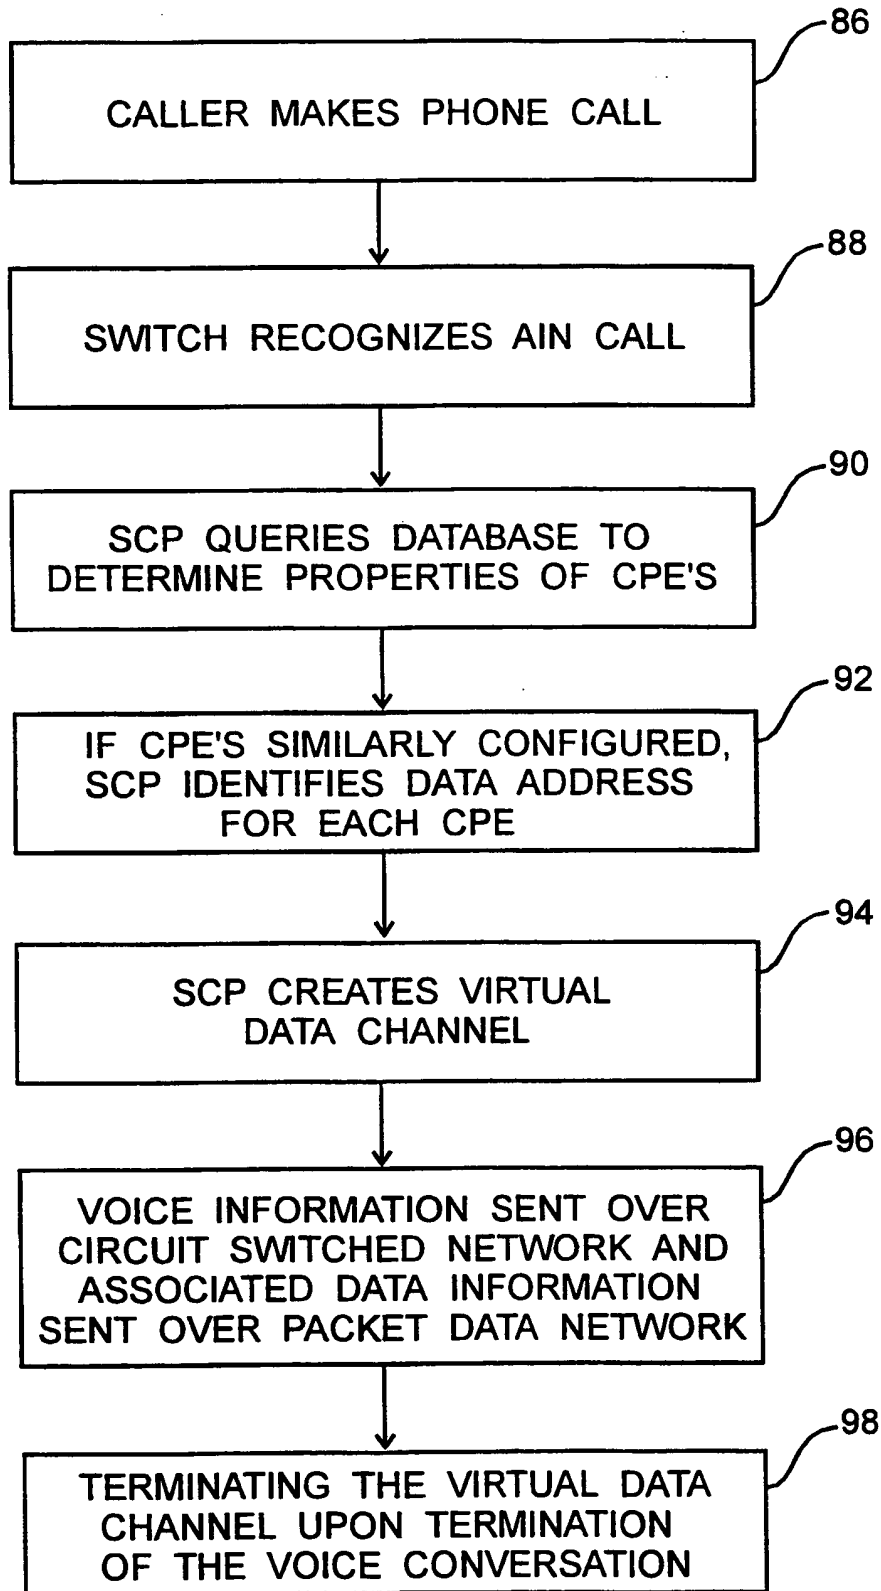 86
CALLER MAKES PHONE CALL
88
SWITCH RECOGNIZES AIN CALL
90
SCP QUERIES DATABASE TO
DETERMINE PROPERTIES OF CPE'S
92
IF CPE'S SIMILARLY CONFIGURED,
SCP IDENTIFIES DATA ADDRESS
FOR EACH CPE
94
SCP CREATES VIRTUAL
DATA CHANNEL
96
VOICE INFORMATION SENT OVER
CIRCUIT SWITCHED NETWORK AND
ASSOCIATED DATA INFORMATION
SENT OVER PACKET DATA NETWORK
98
TERMINATING THE VIRTUAL DATA
CHANNEL UPON TERMINATION
OF THE VOICE CONVERSATION